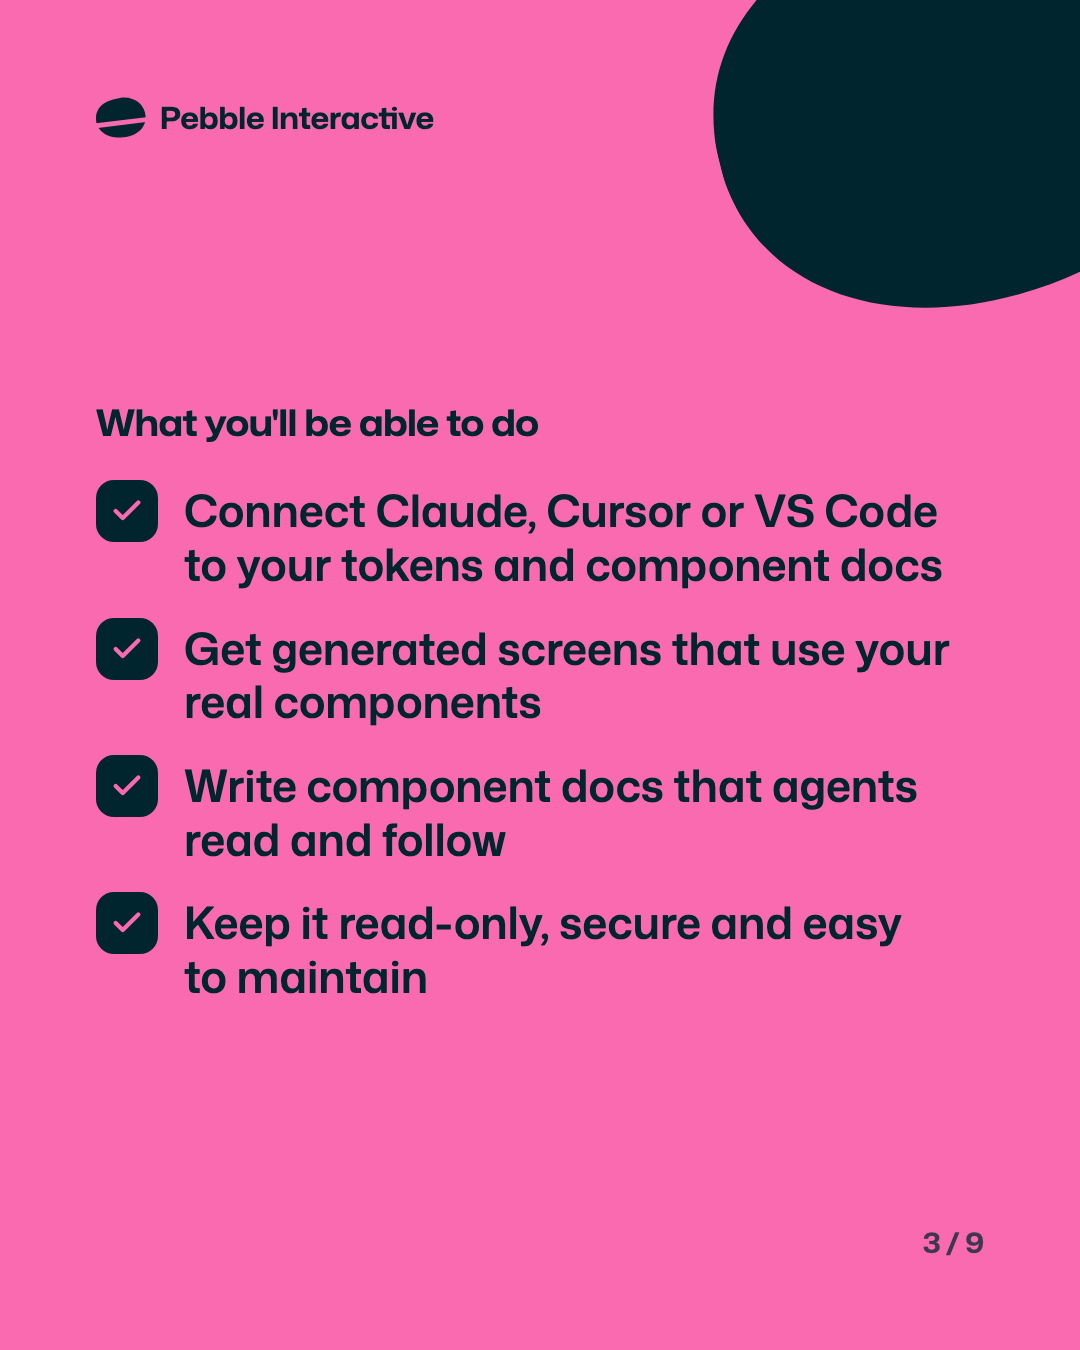 Pebble Interactive
What you'll be able to do
Connect Claude, Cursor or VS Code
to your tokens and component docs
Get generated screens that use your
real components
Write component docs that agents
read and follow
Keep it read-only, secure and easy
to maintain
3 / 9